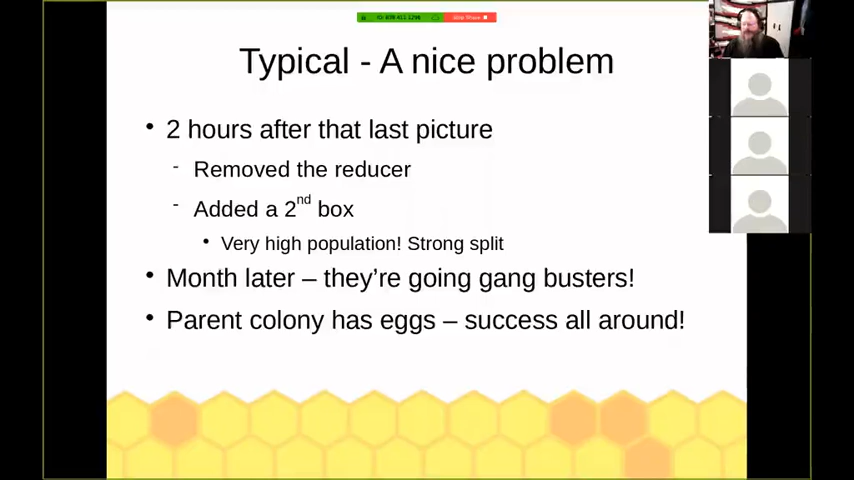 Typical - A nice problem
• 2 hours after that last picture
- Removed the reducer
- Added a 2nd box
• Very high population! Strong split
• Month later – they’re going gang busters!
• Parent colony has eggs – success all around!